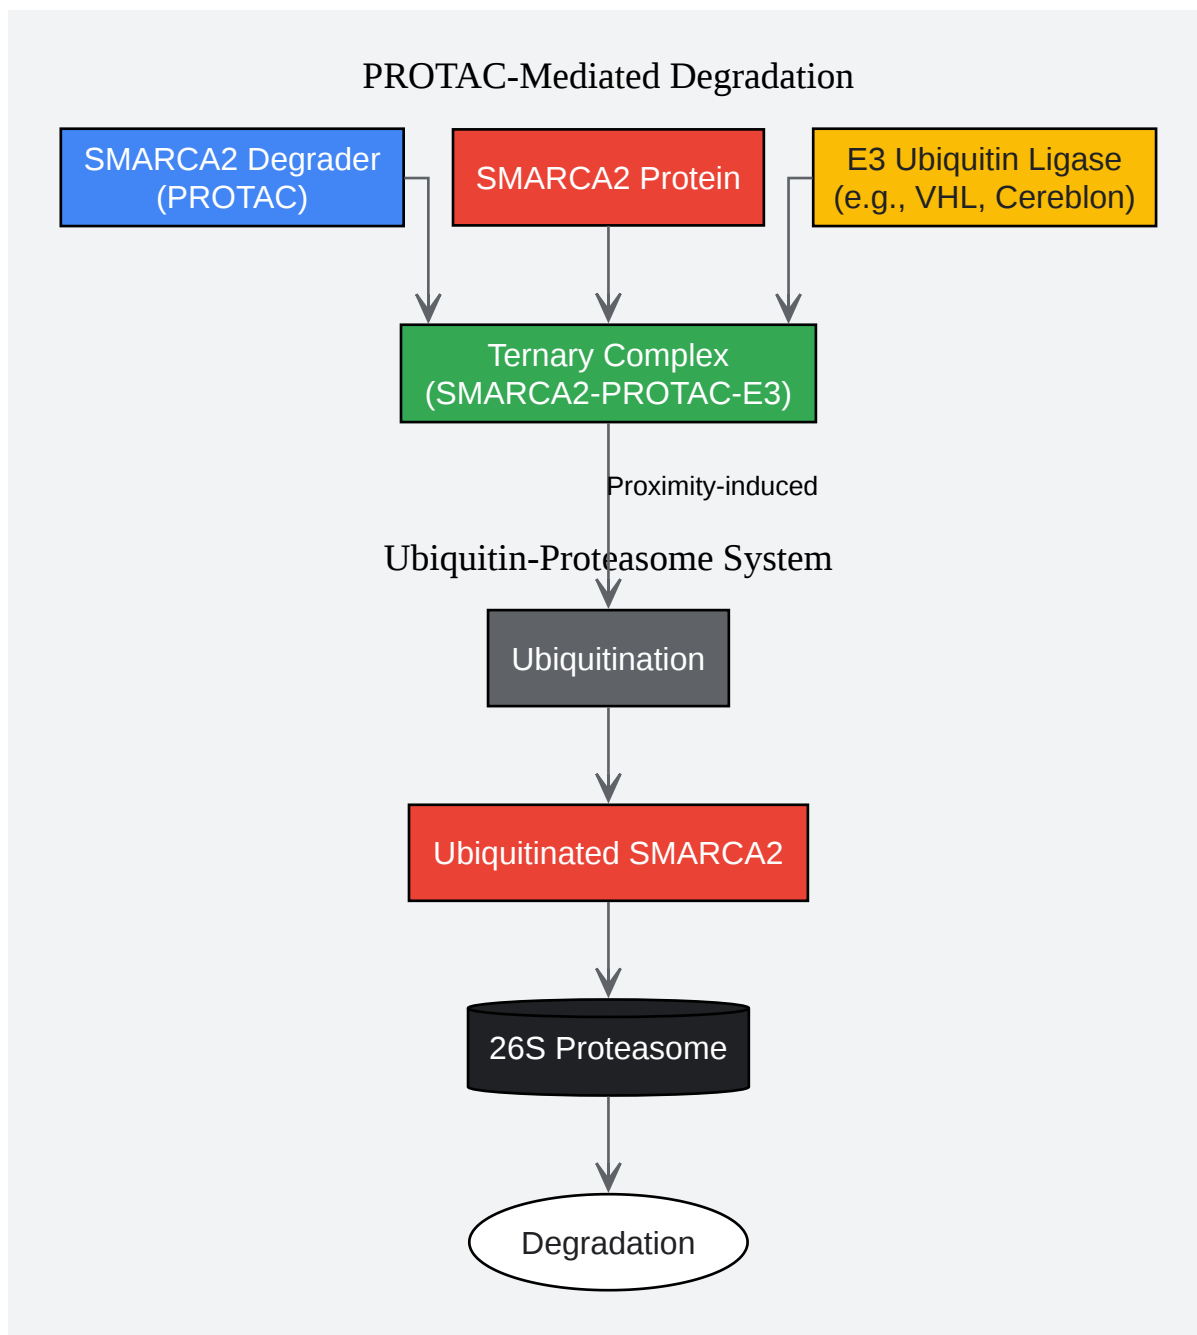 PROTAC-Mediated Degradation
SMARCA2 Degrader
(PROTAC)
SMARCA2 Protein
E3 Ubiquitin Ligase
(e.g., VHL, Cereblon)
Ternary Complex
(SMARCA2-PROTAC-E3)
Proximity-induced
Ubiquitin-Proteasome System
Ubiquitination
Ubiquitinated SMARCA2
26S Proteasome
Degradation